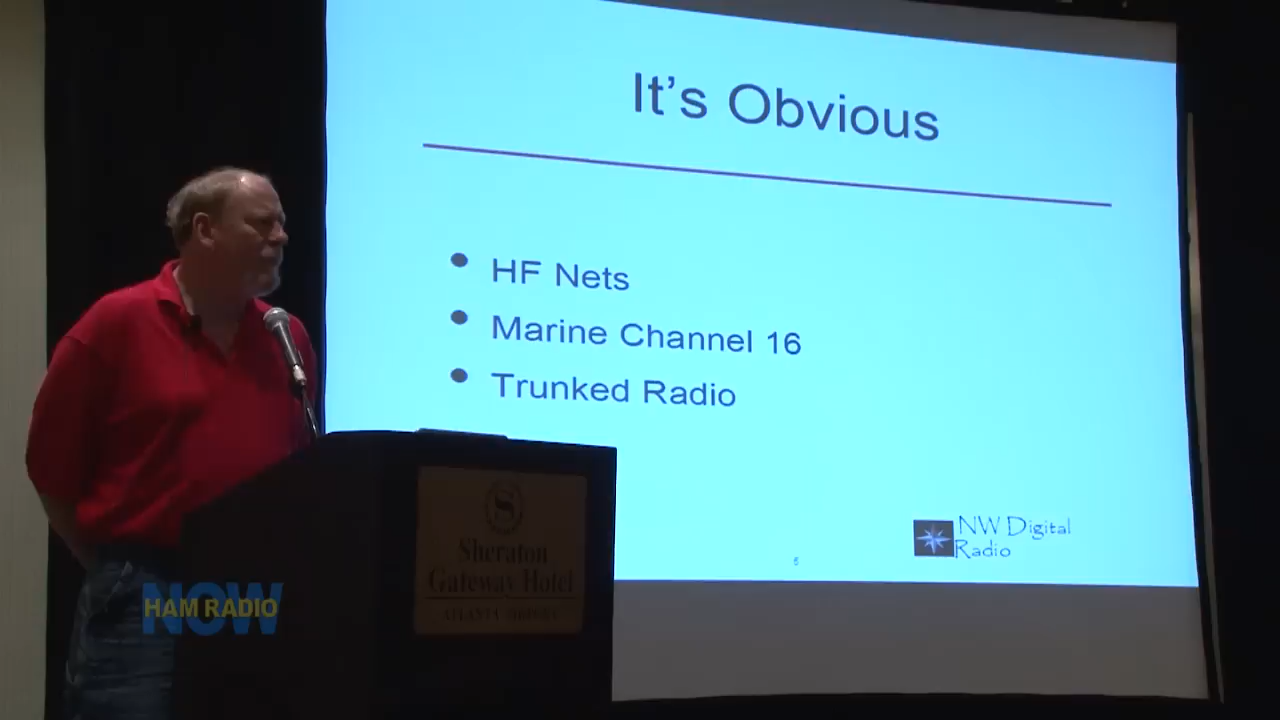 It's Obvious
HF Nets
Marine Channel 16
Trunked Radio
NW Digital
Radio
Sheraton
Gateway Hotel
HAM RADIO
NOW